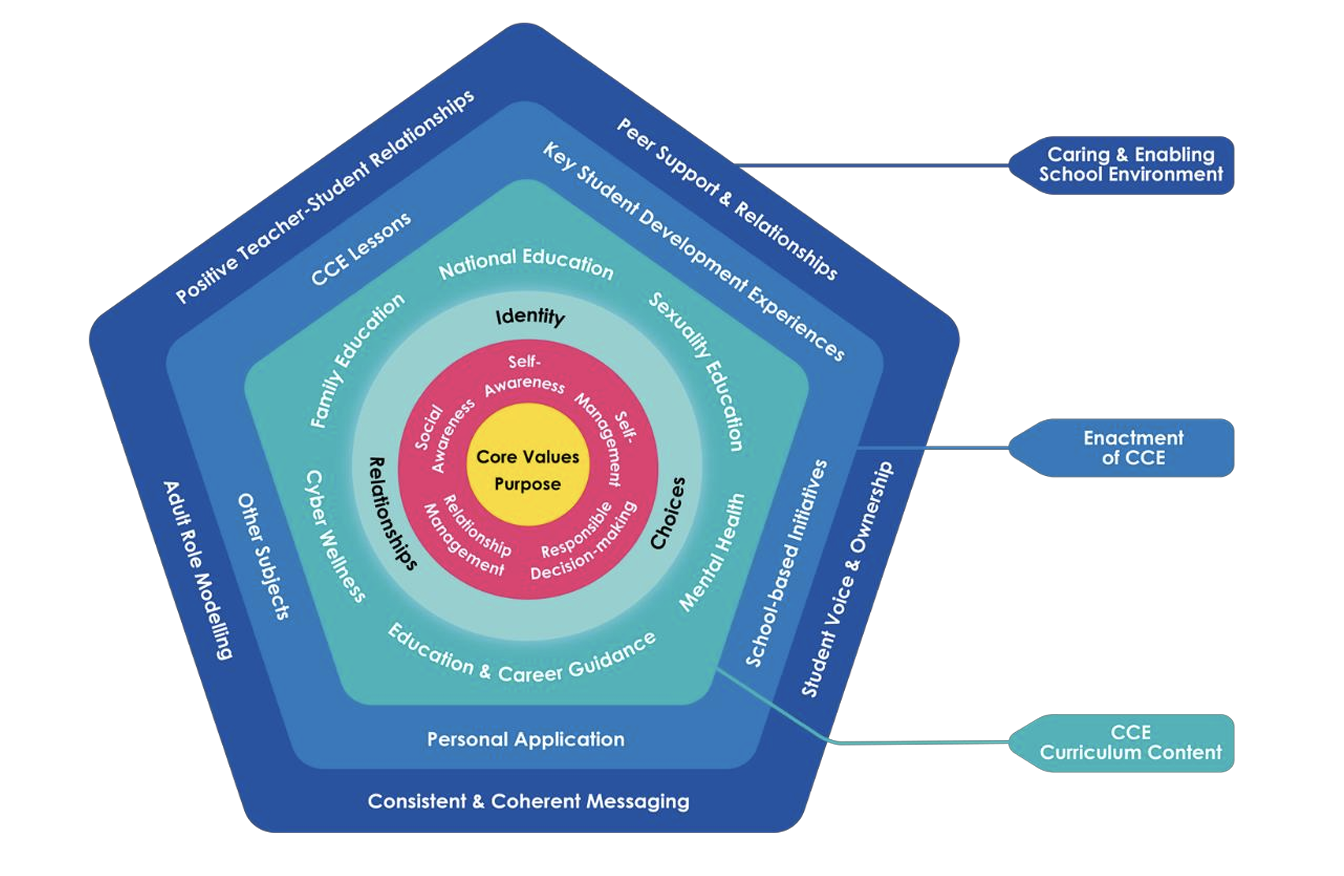 Positive Teacher-Student Relationships
Peer Support & Relationships
Adult Role Modelling
Student Voice & Ownership
Consistent & Coherent Messaging
CCE Lessons
Key Student Development Experiences
Other Subjects
School-based Initiatives
Personal Application
National Education
Family Education
Sexuality Education
Cyber Wellness
Mental Health
Education & Career Guidance
Identity
Relationships
Choices
Self-
Awareness
Social
Awareness
Self-
Management
Relationship
Management
Responsible
Decision-making
Core Values
Purpose
Caring & Enabling
School Environment
Enactment
of CCE
CCE
Curriculum Content